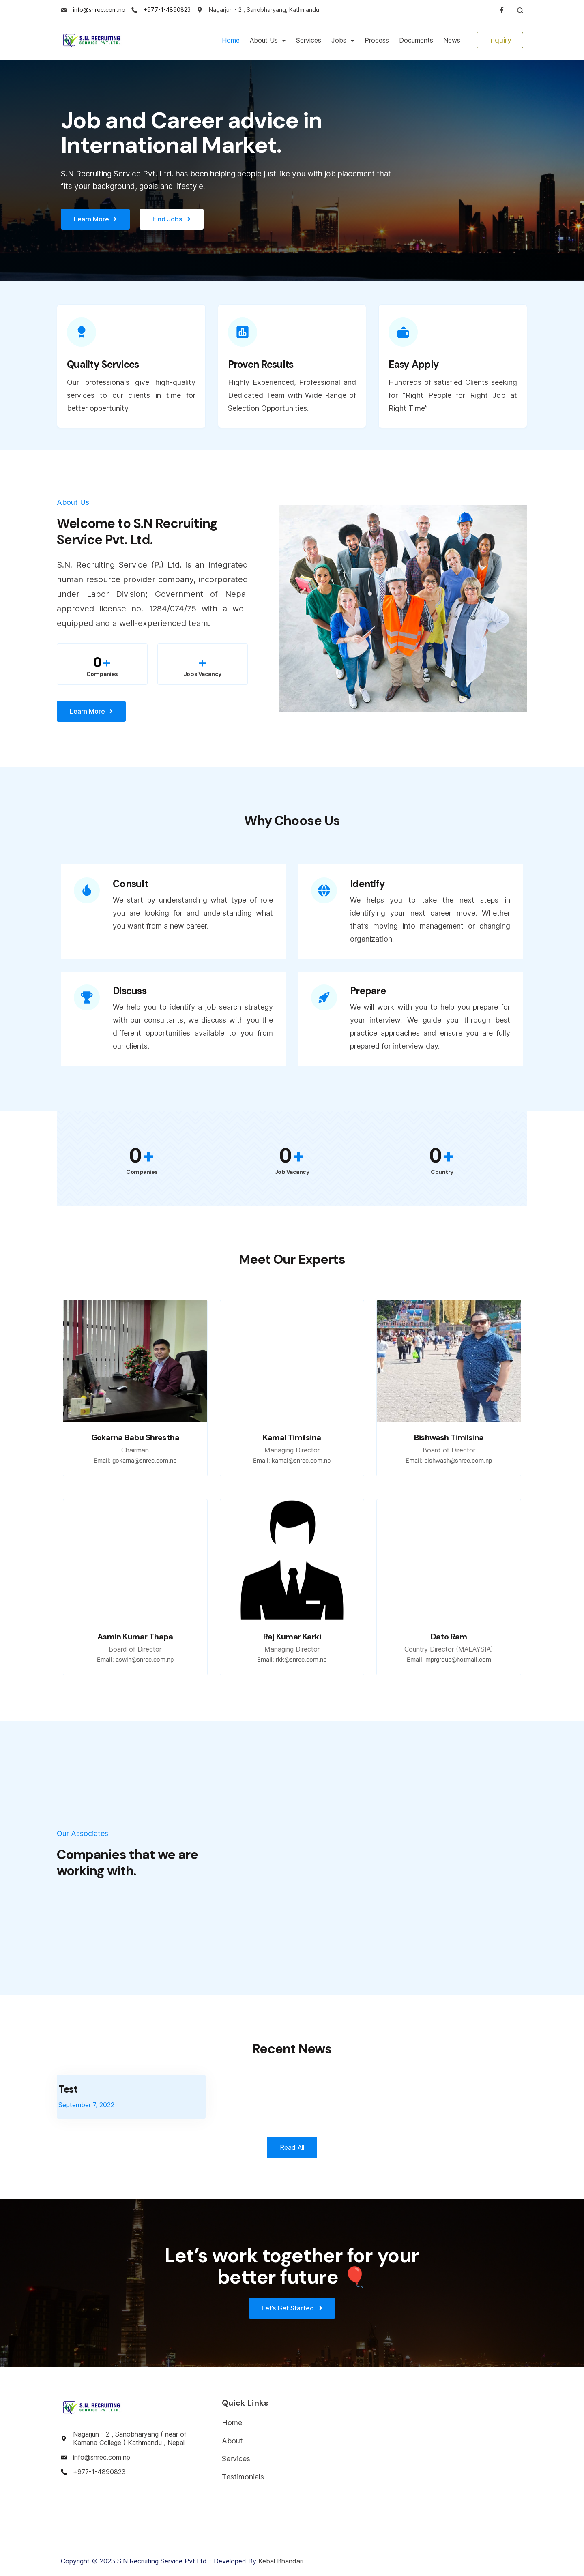 info@snrec.com.np +977-1-4890823 Nagarjun - 2 , Sanobharyang, Kathmandu
S.N. RECRUITING
SERVICE PVT. LTD.
Home About Us Services Jobs Process Documents News Inquiry
Job and Career advice in
International Market.
S.N Recruiting Service Pvt. Ltd. has been helping people just like you with job placement that
fits your background, goals and lifestyle.
Learn More Find Jobs
Quality Services
Our professionals give high-quality
services to our clients in time for
better oppertunity.
Proven Results
Highly Experienced, Professional and
Dedicated Team with Wide Range of
Selection Opportunities.
Easy Apply
Hundreds of satisfied Clients seeking
for “Right People for Right Job at
Right Time”
About Us
Welcome to S.N Recruiting
Service Pvt. Ltd.
S.N. Recruiting Service (P.) Ltd. is an integrated
human resource provider company, incorporated
under Labor Division; Government of Nepal
approved license no. 1284/074/75 with a well
equipped and a well-experienced team.
0+
Companies
+
Jobs Vacancy
Learn More
Why Choose Us
Consult
We start by understanding what type of role
you are looking for and understanding what
you want from a new career.
Identify
We helps you to take the next steps in
identifying your next career move. Whether
that’s moving into management or changing
organization.
Discuss
We help you to identify a job search strategy
with our consultants, we discuss with you the
different opportunities available to you from
our clients.
Prepare
We will work with you to help you prepare for
your interview. We guide you through best
practice approaches and ensure you are fully
prepared for interview day.
0+
Companies
0+
Job Vacancy
0+
Country
Meet Our Experts
Gokarna Babu Shrestha
Chairman
Email: gokarna@snrec.com.np
Kamal Timilsina
Managing Director
Email: kamal@snrec.com.np
Bishwash Timilsina
Board of Director
Email: bishwash@snrec.com.np
Asmin Kumar Thapa
Board of Director
Email: aswin@snrec.com.np
Raj Kumar Karki
Managing Director
Email: rkk@snrec.com.np
Dato Ram
Country Director (MALAYSIA)
Email: mprgroup@hotmail.com
Our Associates
Companies that we are
working with.
Recent News
Test
September 7, 2022
Read All
Let’s work together for your
better future 🎈
Let’s Get Started
S.N. RECRUITING
SERVICE PVT. LTD.
Nagarjun - 2 , Sanobharyang ( near of
Kamana College ) Kathmandu , Nepal
info@snrec.com.np
+977-1-4890823
Quick Links
Home
About
Services
Testimonials
Copyright © 2023 S.N.Recruiting Service Pvt.Ltd - Developed By Kebal Bhandari